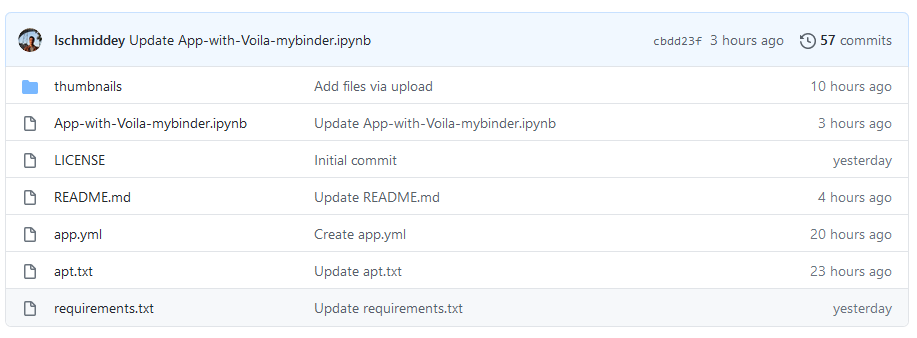 lschmiddey Update App-with-Voila-mybinder.ipynb cbdd23f 3 hours ago 57 commits
thumbnails Add files via upload 10 hours ago
App-with-Voila-mybinder.ipynb Update App-with-Voila-mybinder.ipynb 3 hours ago
LICENSE Initial commit yesterday
README.md Update README.md 4 hours ago
app.yml Create app.yml 20 hours ago
apt.txt Update apt.txt 23 hours ago
requirements.txt Update requirements.txt yesterday